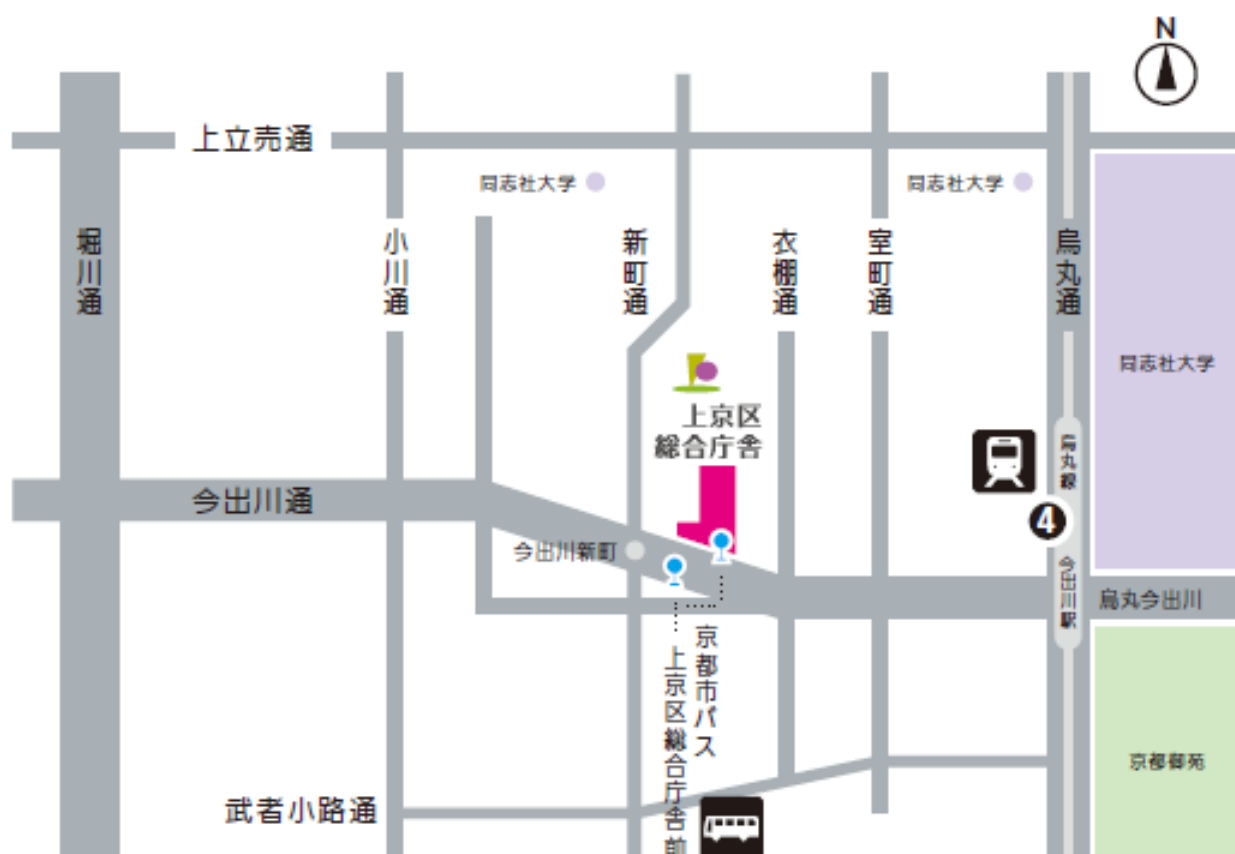 N
上立売通
同志社大学
同志社大学
堀川通
小川通
新町通
衣棚通
室町通
烏丸通
同志社大学
上京区
総合庁舎
烏丸線
今出川通
4
今出川新町
今出川駅
烏丸今出川
京都市バス
上京区総合庁舎前
京都御苑
武者小路通